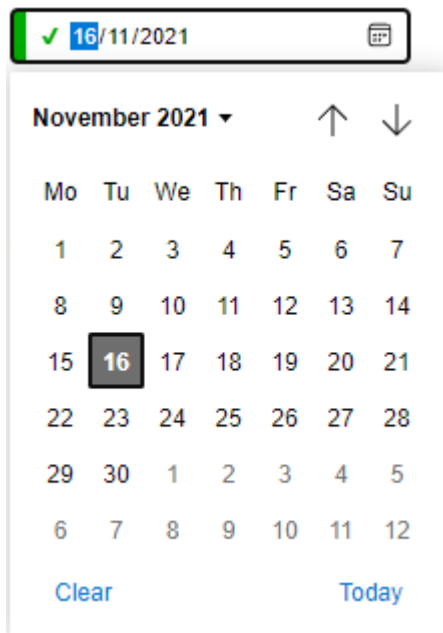 16/11/2021
November 2021
Mo Tu We Th Fr Sa Su
1 2 3 4 5 6 7
8 9 10 11 12 13 14
15 16 17 18 19 20 21
22 23 24 25 26 27 28
29 30 1 2 3 4 5
6 7 8 9 10 11 12
Clear Today